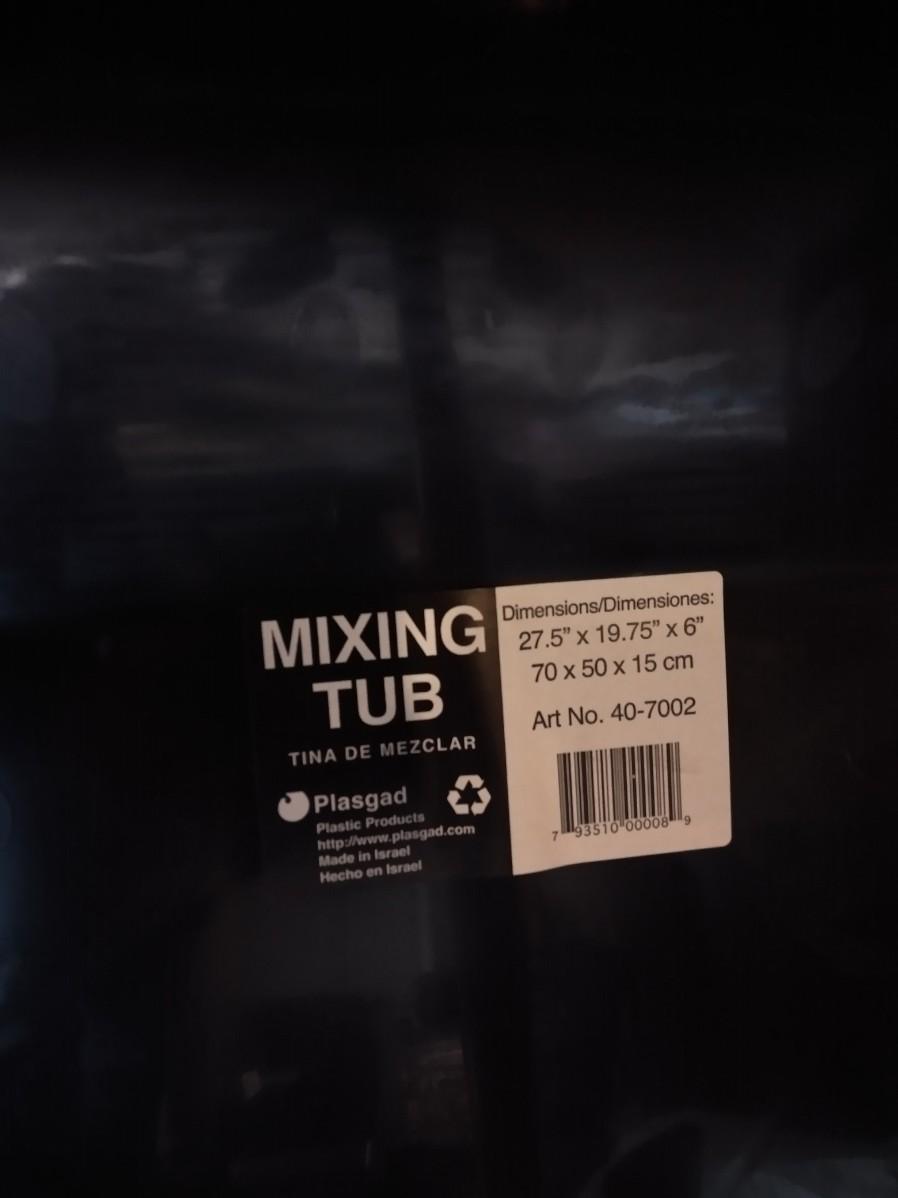 MIXING
TUB
TINA DE MEZCLAR
Plasgad
Plastic Products
http://www.plasgad.com
Made in Israel
Hecho en Israel
Dimensions/Dimensiones:
27.5” x 19.75” x 6”
70 x 50 x 15 cm
Art No. 40-7002
7 93510 00008 9